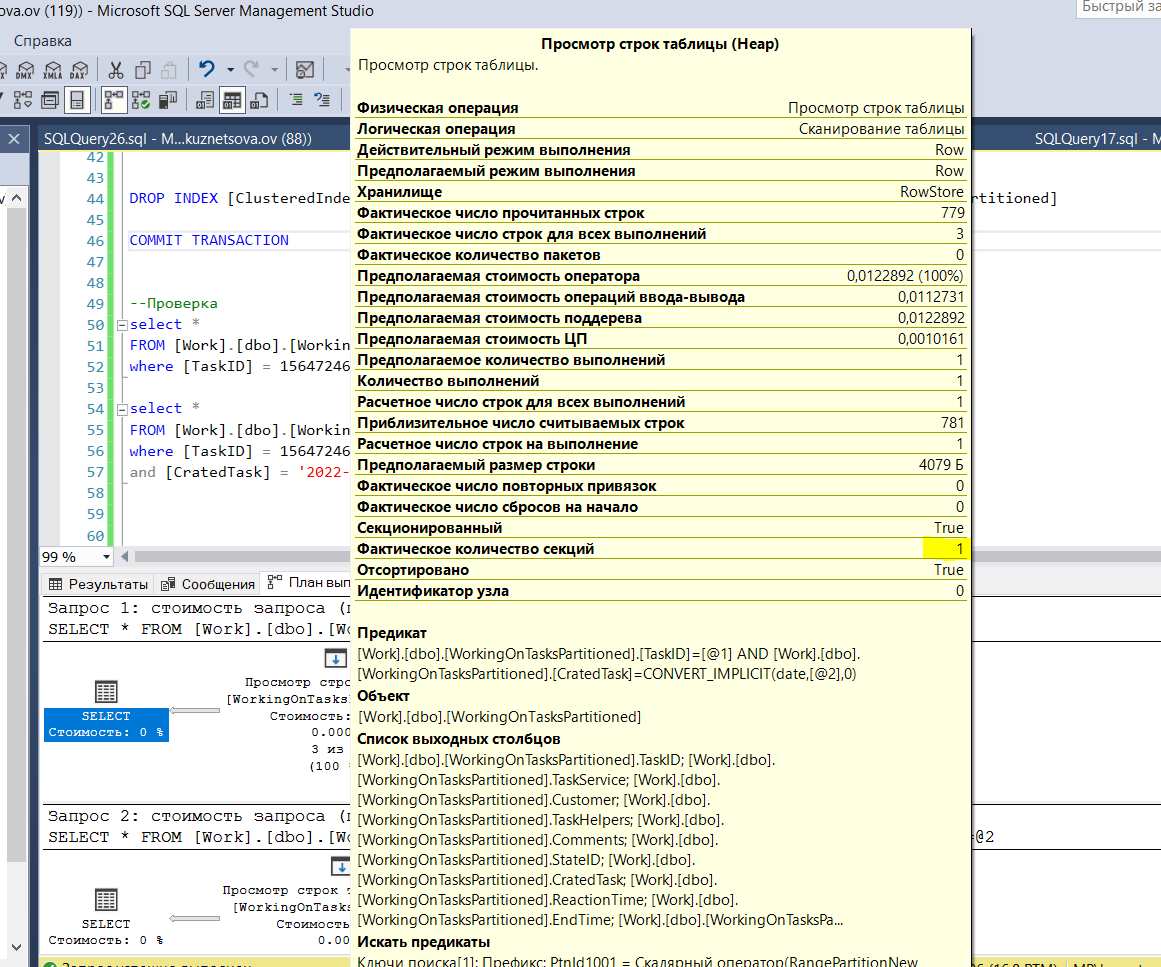 ova.ov (119)) - Microsoft SQL Server Management Studio
Быстрый за
Справка
DMX
XMLA
DAX
SQLQuery26.sql - M...kuznetsova.ov (88))
SQLQuery17.sql - M
42
43
44 DROP INDEX [ClusteredInde
rtitioned]
45
46 COMMIT TRANSACTION
47
48
49 --Проверка
50 select *
51 FROM [Work].[dbo].[Workin
52 where [TaskID] = 15647246
53
54 select *
55 FROM [Work].[dbo].[Workin
56 where [TaskID] = 15647246
57 and [CratedTask] = '2022-
58
59
60
99 %
Результаты
Сообщения
План вып
Запрос 1: стоимость запроса (
SELECT * FROM [Work].[dbo].[Wo
Просмотр стро
[WorkingOnTasks
SELECT
Стоимость: 0 %
Стоимость:
0.000
3 из
(100
Запрос 2: стоимость запроса (
SELECT * FROM [Work].[dbo].[Wo
=@2
Просмотр строк т
[WorkingOnTasks
SELECT
Стоимость: 0 %
Стоимость
0.00
Просмотр строк таблицы (Heap)
Просмотр строк таблицы.
Физическая операция Просмотр строк таблицы
Логическая операция Сканирование таблицы
Действительный режим выполнения Row
Предполагаемый режим выполнения Row
Хранилище RowStore
Фактическое число прочитанных строк 779
Фактическое число строк для всех выполнений 3
Фактическое количество пакетов 0
Предполагаемая стоимость оператора 0,0122892 (100%)
Предполагаемая стоимость операций ввода-вывода 0,0112731
Предполагаемая стоимость поддерева 0,0122892
Предполагаемая стоимость ЦП 0,0010161
Предполагаемое количество выполнений 1
Количество выполнений 1
Расчетное число строк для всех выполнений 1
Приблизительное число считываемых строк 781
Расчетное число строк на выполнение 1
Предполагаемый размер строки 4079 Б
Фактическое число повторных привязок 0
Фактическое число сбросов на начало 0
Секционированный True
Фактическое количество секций 1
Отсортировано True
Идентификатор узла 0
Предикат
[Work].[dbo].[WorkingOnTasksPartitioned].[TaskID]=[@1] AND [Work].[dbo].
[WorkingOnTasksPartitioned].[CratedTask]=CONVERT_IMPLICIT(date,[@2],0)
Объект
[Work].[dbo].[WorkingOnTasksPartitioned]
Список выходных столбцов
[Work].[dbo].[WorkingOnTasksPartitioned].TaskID; [Work].[dbo].
[WorkingOnTasksPartitioned].TaskService; [Work].[dbo].
[WorkingOnTasksPartitioned].Customer; [Work].[dbo].
[WorkingOnTasksPartitioned].TaskHelpers; [Work].[dbo].
[WorkingOnTasksPartitioned].Comments; [Work].[dbo].
[WorkingOnTasksPartitioned].StateID; [Work].[dbo].
[WorkingOnTasksPartitioned].CratedTask; [Work].[dbo].
[WorkingOnTasksPartitioned].ReactionTime; [Work].[dbo].
[WorkingOnTasksPartitioned].EndTime; [Work].[dbo].[WorkingOnTasksPa...
Искать предикаты
Ключи поиска[1]: Префикс: PtnId1001 = Скалярный оператор(RangePartitionNew